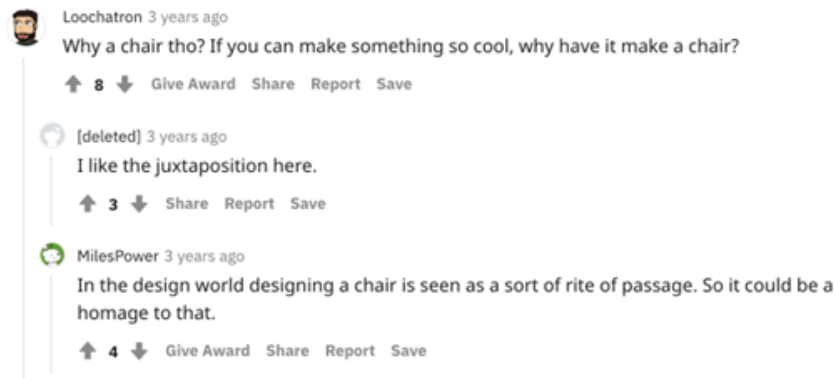 Loochatron 3 years ago
Why a chair tho? If you can make something so cool, why have it make a chair?
8 Give Award Share Report Save
[deleted] 3 years ago
I like the juxtaposition here.
3 Share Report Save
MilesPower 3 years ago
In the design world designing a chair is seen as a sort of rite of passage. So it could be a
homage to that.
4 Give Award Share Report Save